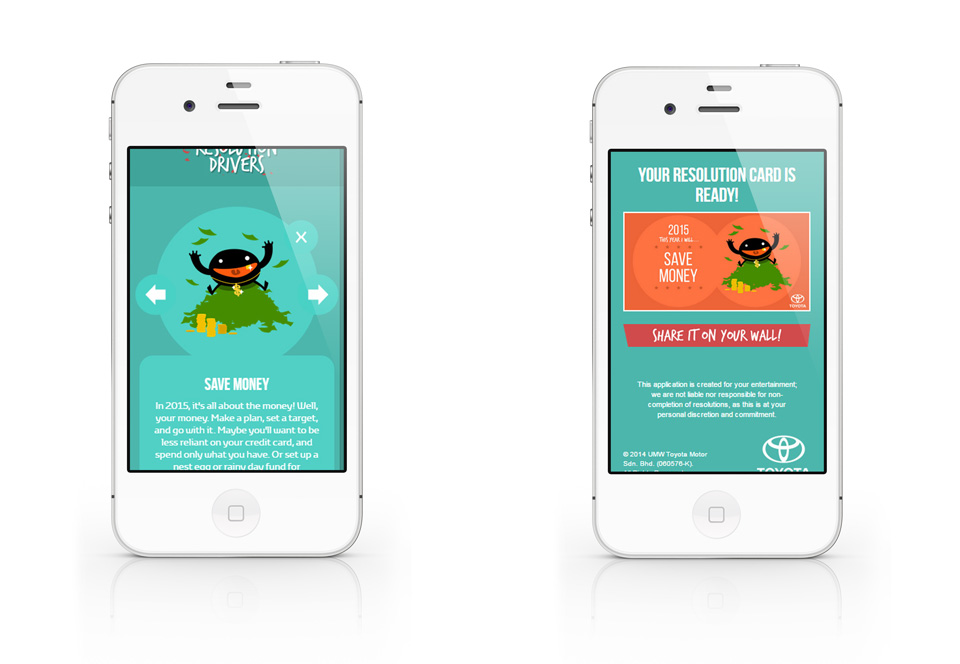 RESOLUTION
DRIVERS
SAVE MONEY
In 2015, it's all about the money! Well,
your money. Make a plan, set a target,
and go with it. Maybe you'll want to be
less reliant on your credit card, and
spend only what you have. Or set up a
nest egg or rainy day fund for
YOUR RESOLUTION CARD IS
READY!
2015
THIS YEAR I WILL...
SAVE
MONEY
TOYOTA
SHARE IT ON YOUR WALL!
This application is created for your entertainment;
we are not liable nor responsible for non-
completion of resolutions, as this is at your
personal discretion and commitment.
© 2014 UMW Toyota Motor
Sdn. Bhd. (060576-K).
TOYOTA